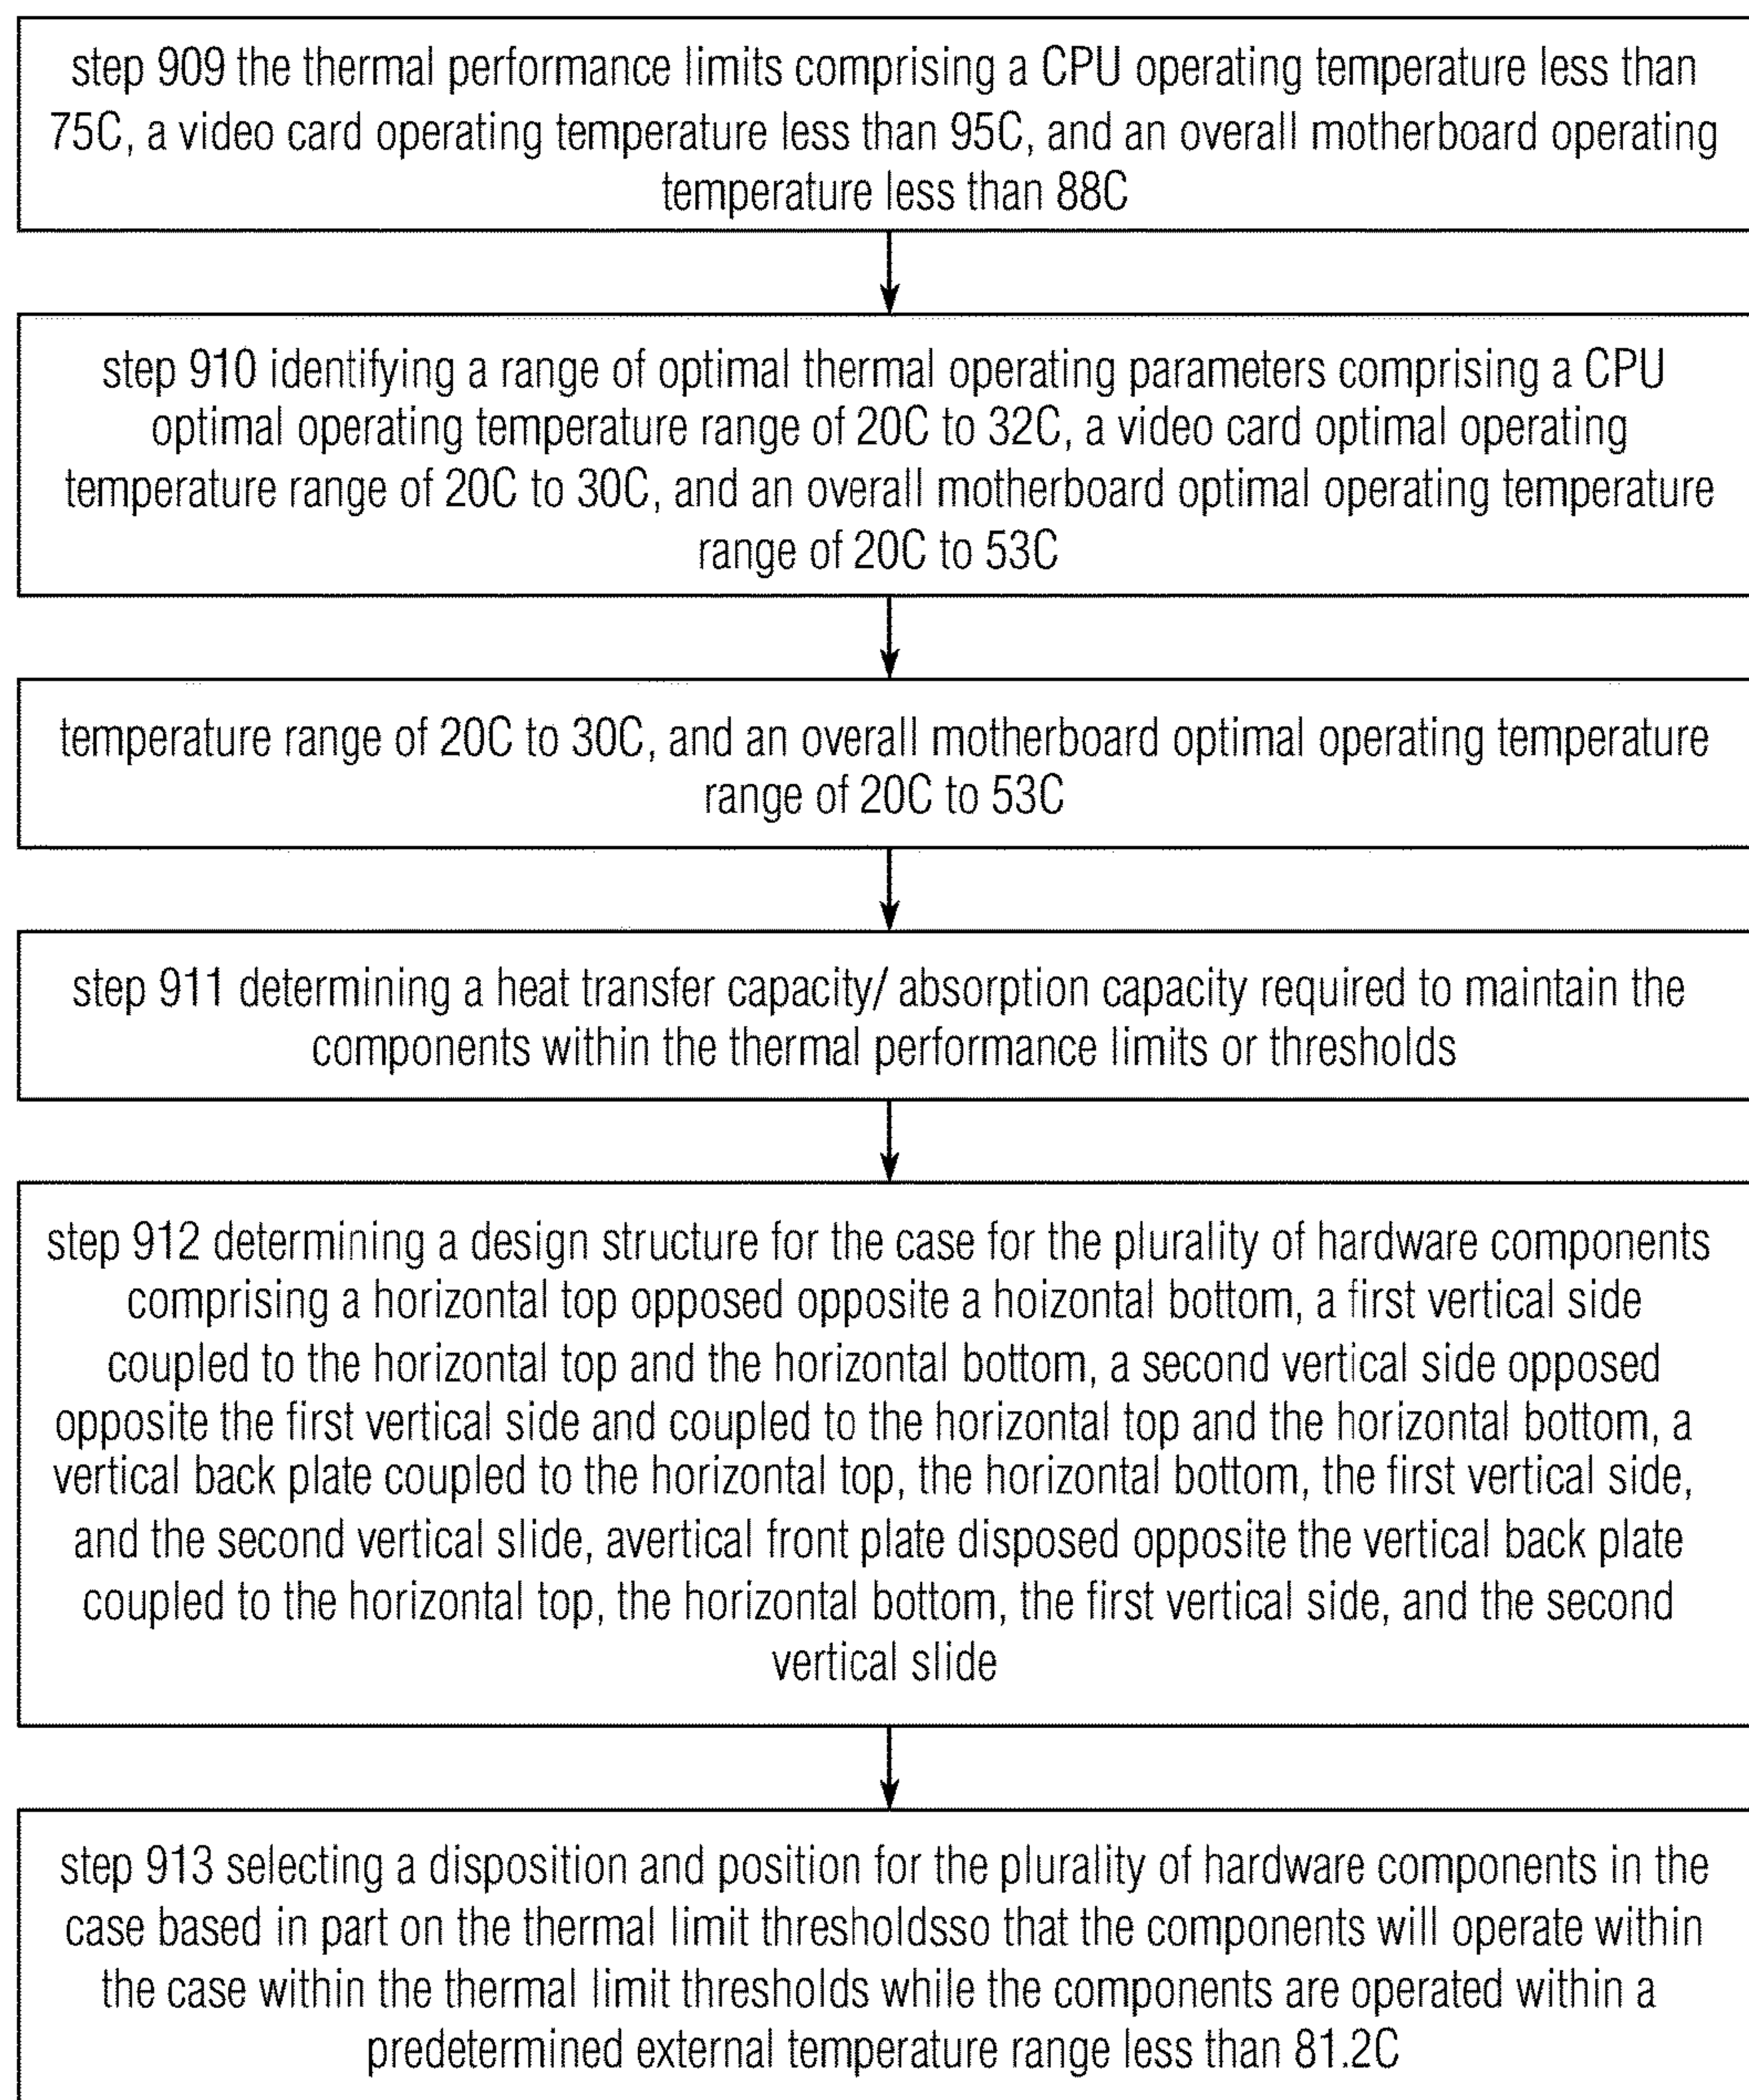 step 909 the thermal performance limits comprising a CPU operating temperature less than
75C, a video card operating temperature less than 95C, and an overall motherboard operating
temperature less than 88C
step 910 identifying a range of optimal thermal operating parameters comprising a CPU
optimal operating temperature range of 20C to 32C, a video card optimal operating
temperature range of 20C to 30C, and an overall motherboard optimal operating temperature
range of 20C to 53C
temperature range of 20C to 30C, and an overall motherboard optimal operating temperature
range of 20C to 53C
step 911 determining a heat transfer capacity/ absorption capacity required to maintain the
components within the thermal performance limits or thresholds
step 912 determining a design structure for the case for the plurality of hardware components
comprising a horizontal top opposed opposite a hoizontal bottom, a first vertical side
coupled to the horizontal top and the horizontal bottom, a second vertical side opposed
opposite the first vertical side and coupled to the horizontal top and the horizontal bottom, a
vertical back plate coupled to the horizontal top, the horizontal bottom, the first vertical side,
and the second vertical slide, avertical front plate disposed opposite the vertical back plate
coupled to the horizontal top, the horizontal bottom, the first vertical side, and the second
vertical slide
step 913 selecting a disposition and position for the plurality of hardware components in the
case based in part on the thermal limit thresholdsso that the components will operate within
the case within the thermal limit thresholds while the components are operated within a
predetermined external temperature range less than 81.2C